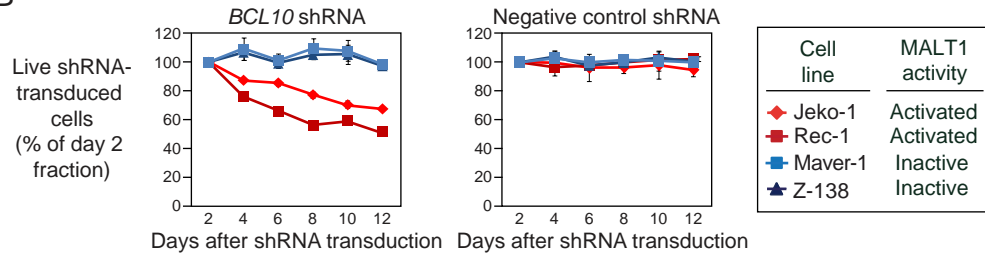 BCL10 shRNA
Negative control shRNA
Live shRNA-
transduced
cells
(% of day 2
fraction)
120
100
80
60
40
20
0
2 4 6 8 10 12
Days after shRNA transduction
120
100
80
60
40
20
0
2 4 6 8 10 12
Days after shRNA transduction
Cell line MALT1 activity
Jeko-1 Activated
Rec-1 Activated
Maver-1 Inactive
Z-138 Inactive